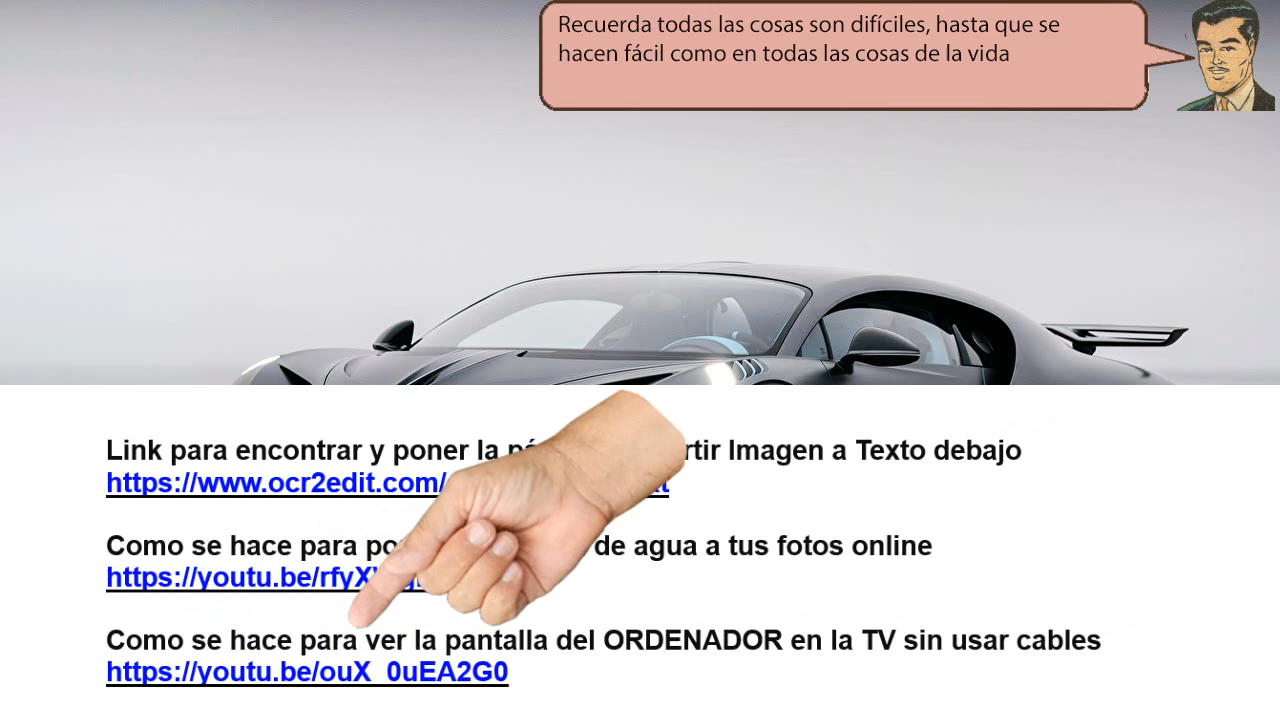 Recuerda todas las cosas son difíciles, hasta que se
hacen fácil como en todas las cosas de la vida
Link para encontrar y poner la Imagen a Texto debajo
https://www.ocr2edit.com/
Como se hace para de agua a tus fotos online
https://youtu.be/rfyX
Como se hace para ver la pantalla del ORDENADOR en la TV sin usar cables
https://youtu.be/ouX_0uEA2G0